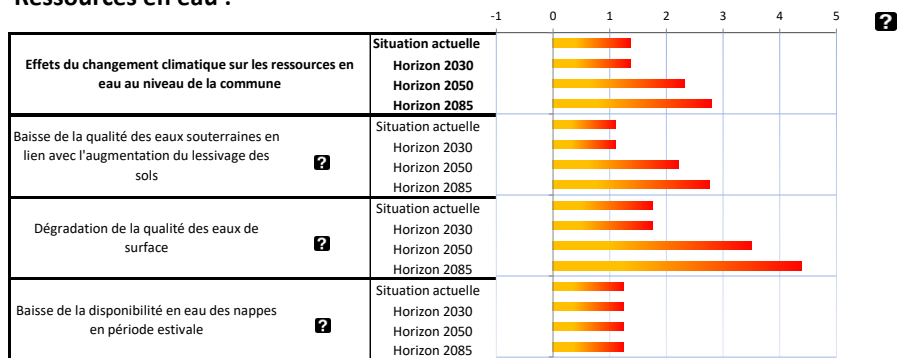 Ressources en eau :
-1 0 1 2 3 4 5
?
Effets du changement climatique sur les ressources en
eau au niveau de la commune
Situation actuelle
Horizon 2030
Horizon 2050
Horizon 2085
Baisse de la qualité des eaux souterraines en
lien avec l'augmentation du lessivage des
sols
?
Situation actuelle
Horizon 2030
Horizon 2050
Horizon 2085
Dégradation de la qualité des eaux de
surface
?
Situation actuelle
Horizon 2030
Horizon 2050
Horizon 2085
Baisse de la disponibilité en eau des nappes
en période estivale
?
Situation actuelle
Horizon 2030
Horizon 2050
Horizon 2085